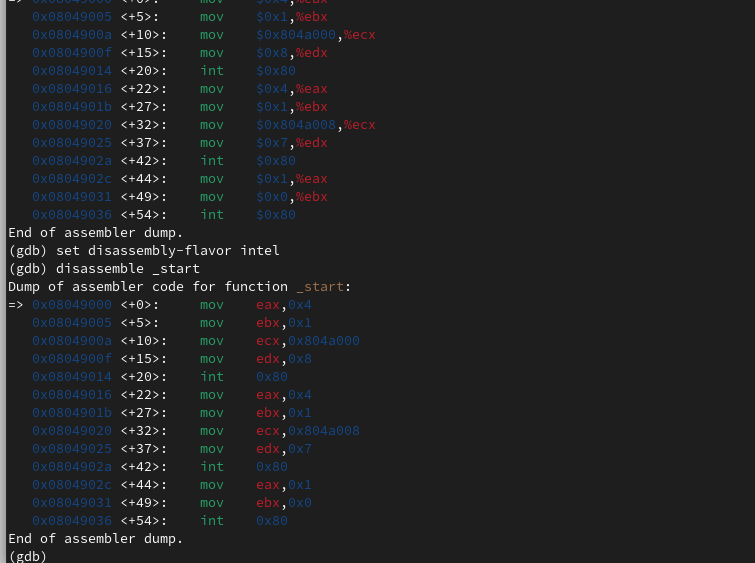 => 0x08049000 <+0>:     mov    $0x4,%eax
   0x08049005 <+5>:     mov    $0x1,%ebx
   0x0804900a <+10>:    mov    $0x804a000,%ecx
   0x0804900f <+15>:    mov    $0x8,%edx
   0x08049014 <+20>:    int    $0x80
   0x08049016 <+22>:    mov    $0x4,%eax
   0x0804901b <+27>:    mov    $0x1,%ebx
   0x08049020 <+32>:    mov    $0x804a008,%ecx
   0x08049025 <+37>:    mov    $0x7,%edx
   0x0804902a <+42>:    int    $0x80
   0x0804902c <+44>:    mov    $0x1,%eax
   0x08049031 <+49>:    mov    $0x0,%ebx
   0x08049036 <+54>:    int    $0x80
End of assembler dump.
(gdb) set disassembly-flavor intel
(gdb) disassemble _start
Dump of assembler code for function _start:
=> 0x08049000 <+0>:     mov    eax,0x4
   0x08049005 <+5>:     mov    ebx,0x1
   0x0804900a <+10>:    mov    ecx,0x804a000
   0x0804900f <+15>:    mov    edx,0x8
   0x08049014 <+20>:    int    0x80
   0x08049016 <+22>:    mov    eax,0x4
   0x0804901b <+27>:    mov    ebx,0x1
   0x08049020 <+32>:    mov    ecx,0x804a008
   0x08049025 <+37>:    mov    edx,0x7
   0x0804902a <+42>:    int    0x80
   0x0804902c <+44>:    mov    eax,0x1
   0x08049031 <+49>:    mov    ebx,0x0
   0x08049036 <+54>:    int    0x80
End of assembler dump.
(gdb)